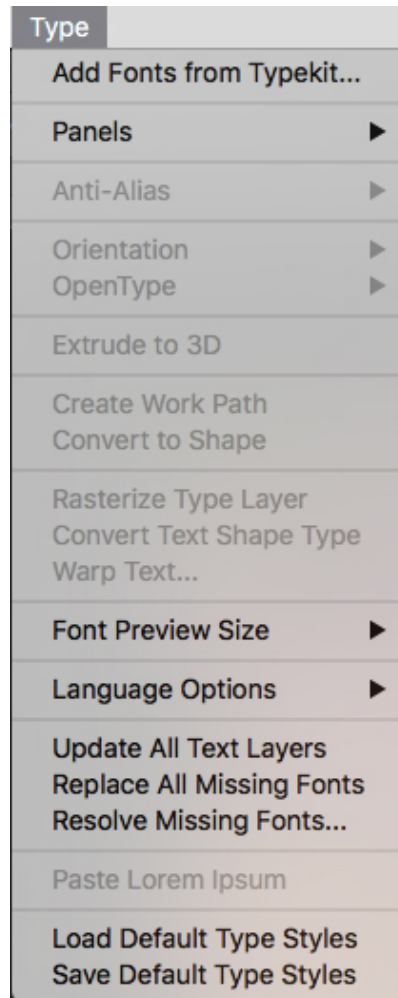 Type
Add Fonts from Typekit...
Panels
Anti-Alias
Orientation
OpenType
Extrude to 3D
Create Work Path
Convert to Shape
Rasterize Type Layer
Convert Text Shape Type
Warp Text...
Font Preview Size
Language Options
Update All Text Layers
Replace All Missing Fonts
Resolve Missing Fonts...
Paste Lorem Ipsum
Load Default Type Styles
Save Default Type Styles